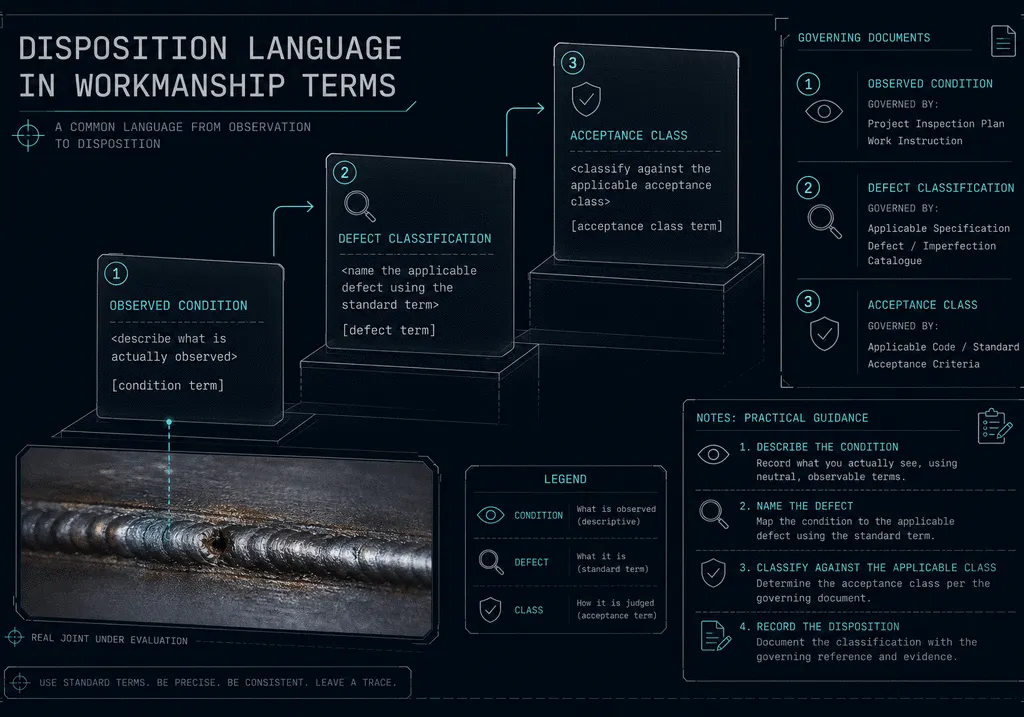 DISPOSITION LANGUAGE
IN WORKMANSHIP TERMS
A COMMON LANGUAGE FROM OBSERVATION
TO DISPOSITION
1
OBSERVED CONDITION
<describe what is
actually observed>
[condition term]
2
DEFECT CLASSIFICATION
<name the applicable
defect using the
standard term>
[defect term]
3
ACCEPTANCE CLASS
<classify against the
applicable acceptance
class>
[acceptance class term]
GOVERNING DOCUMENTS
1
OBSERVED CONDITION
GOVERNED BY:
Project Inspection Plan
Work Instruction
2
DEFECT CLASSIFICATION
GOVERNED BY:
Applicable Specification
Defect / Imperfection
Catalogue
3
ACCEPTANCE CLASS
GOVERNED BY:
Applicable Code / Standard
Acceptance Criteria
REAL JOINT UNDER EVALUATION
LEGEND
CONDITION
What is observed
(descriptive)
DEFECT
What it is
(standard term)
CLASS
How it is judged
(acceptance term)
NOTES: PRACTICAL GUIDANCE
1. DESCRIBE THE CONDITION
Record what you actually see, using
neutral, observable terms.
2. NAME THE DEFECT
Map the condition to the applicable
defect using the standard term.
3. CLASSIFY AGAINST THE APPLICABLE CLASS
Determine the acceptance class per the
governing document.
4. RECORD THE DISPOSITION
Document the classification with the
governing reference and evidence.
USE STANDARD TERMS. BE PRECISE. BE CONSISTENT. LEAVE A TRACE.